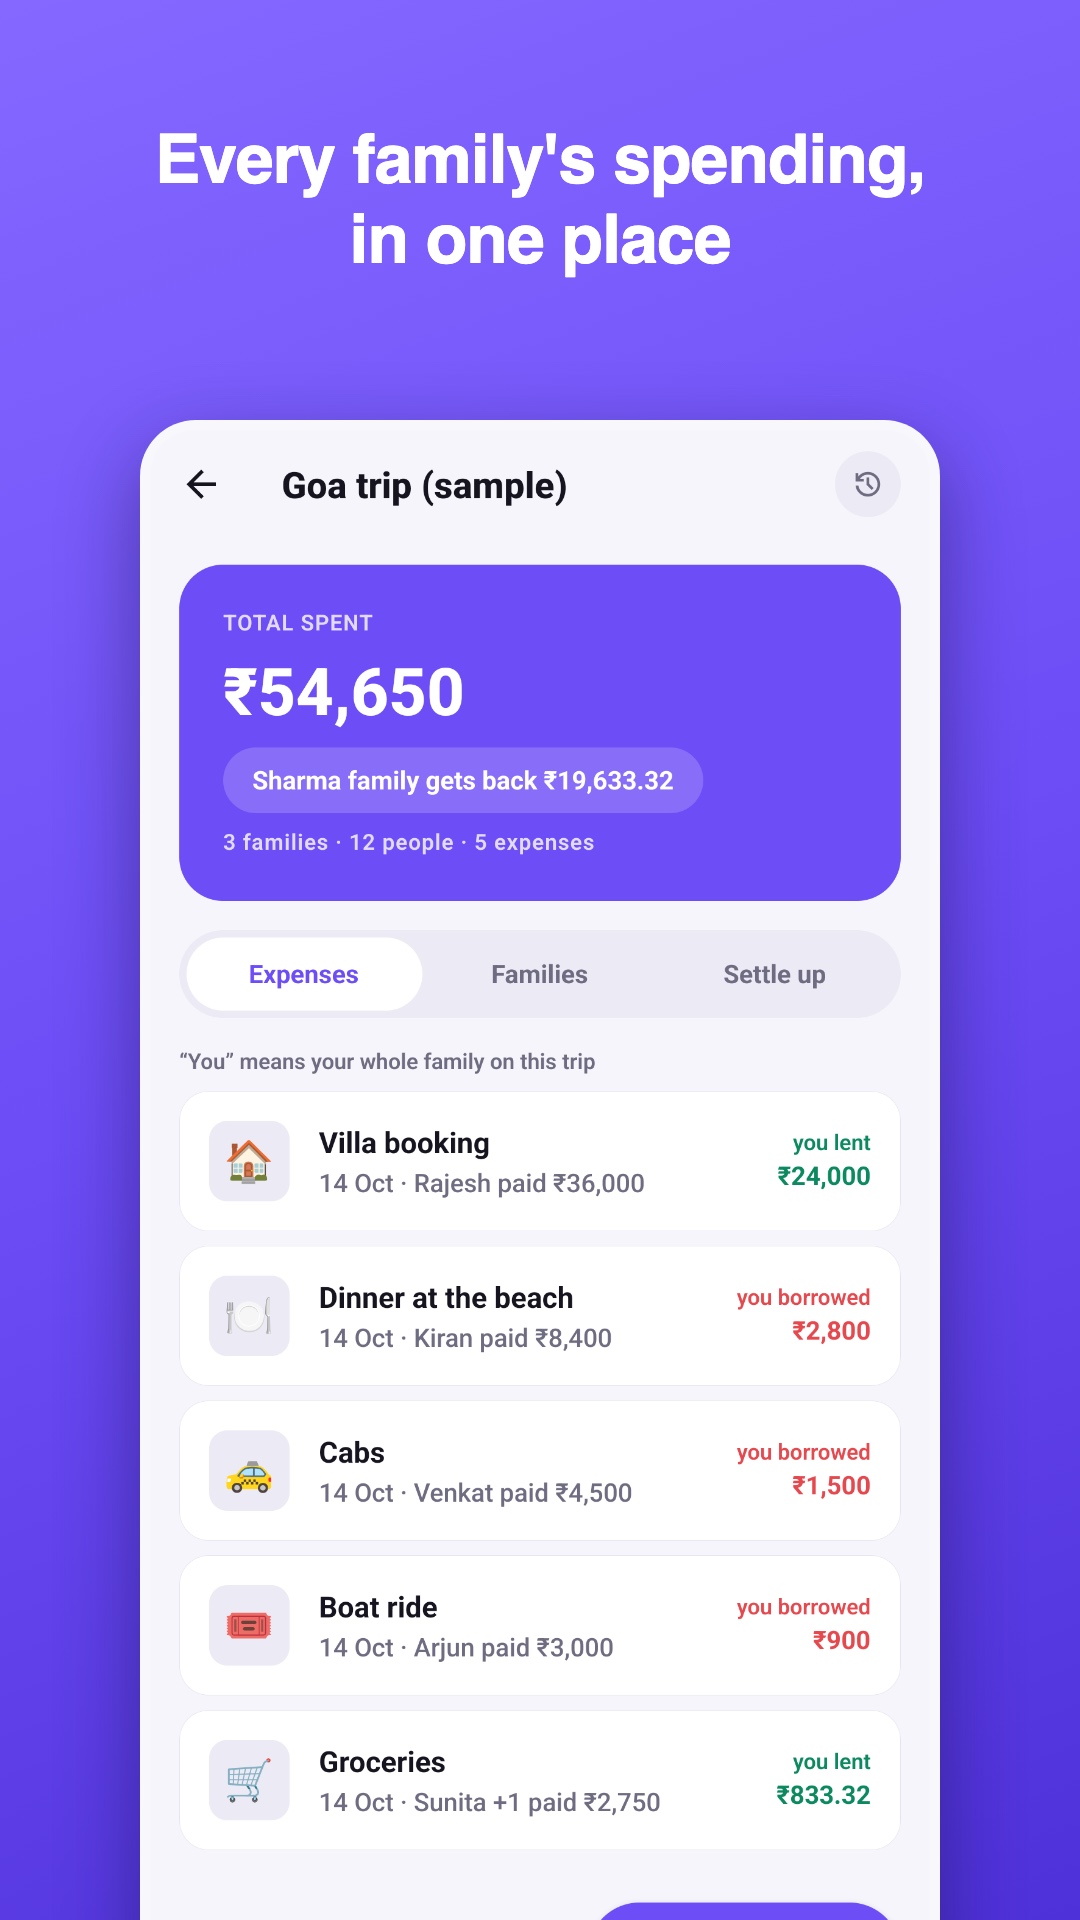 Every family's spending,
in one place
Goa trip (sample)
TOTAL SPENT
₹54,650
Sharma family gets back ₹19,633.32
3 families · 12 people · 5 expenses
Expenses Families Settle up
“You” means your whole family on this trip
Villa booking you lent
14 Oct · Rajesh paid ₹36,000 ₹24,000
Dinner at the beach you borrowed
14 Oct · Kiran paid ₹8,400 ₹2,800
Cabs you borrowed
14 Oct · Venkat paid ₹4,500 ₹1,500
Boat ride you borrowed
14 Oct · Arjun paid ₹3,000 ₹900
Groceries you lent
14 Oct · Sunita +1 paid ₹2,750 ₹833.32